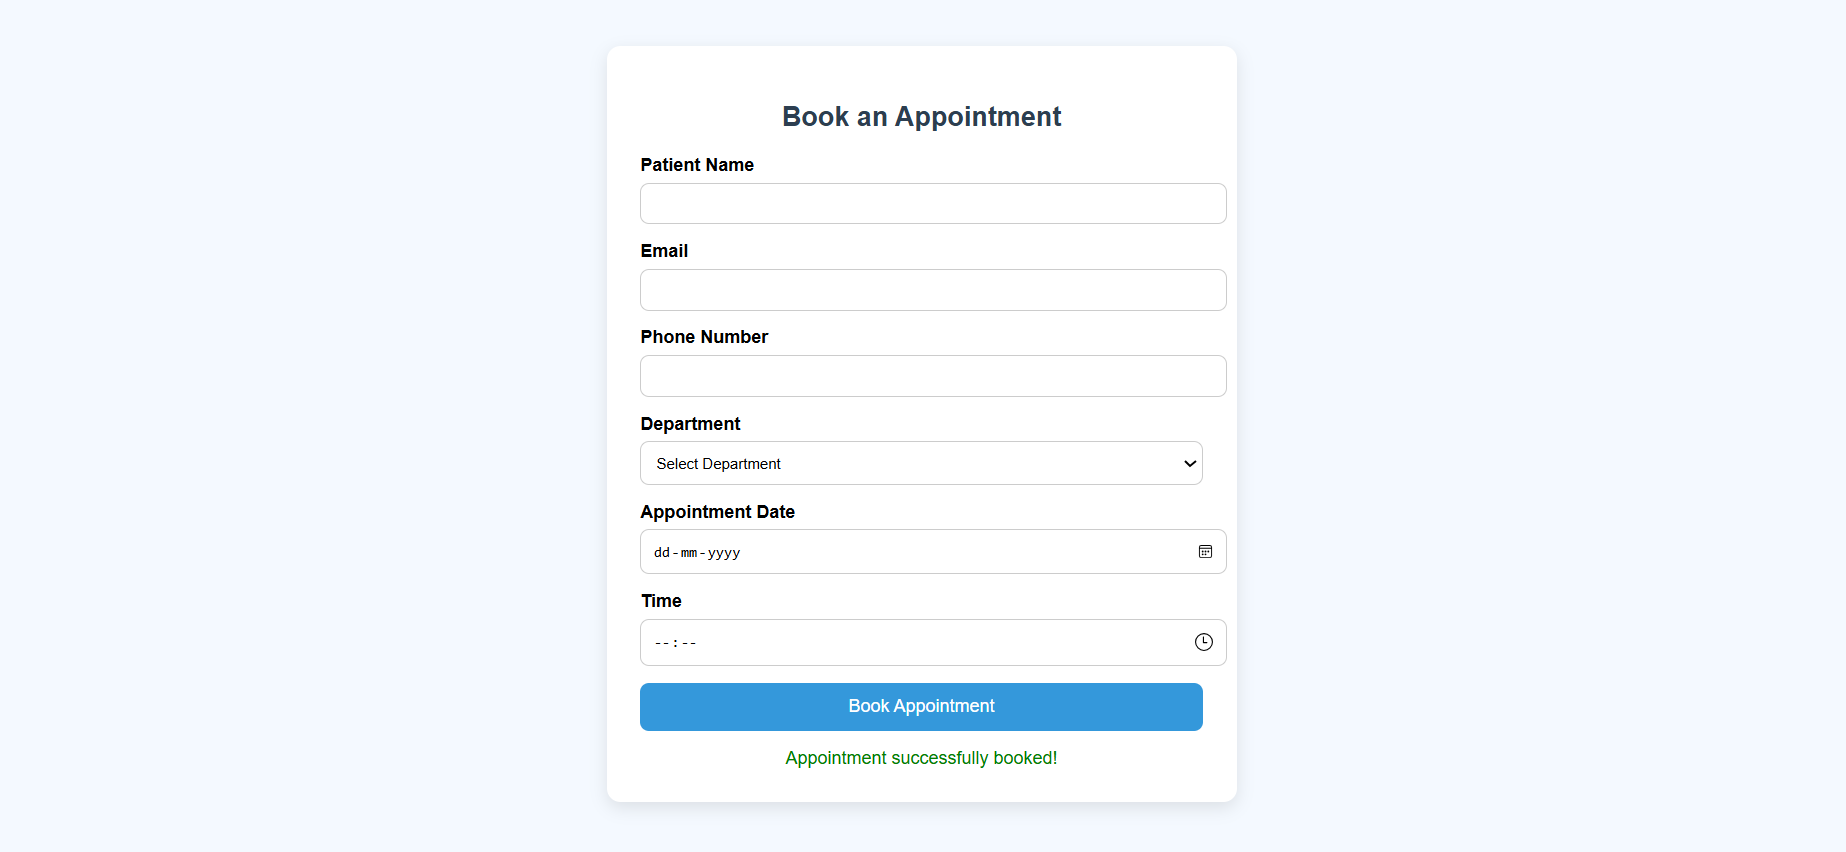 Book an Appointment
Patient Name
Email
Phone Number
Department
Select Department
Appointment Date
dd-mm-yyyy
Time
--:--
Book Appointment
Appointment successfully booked!